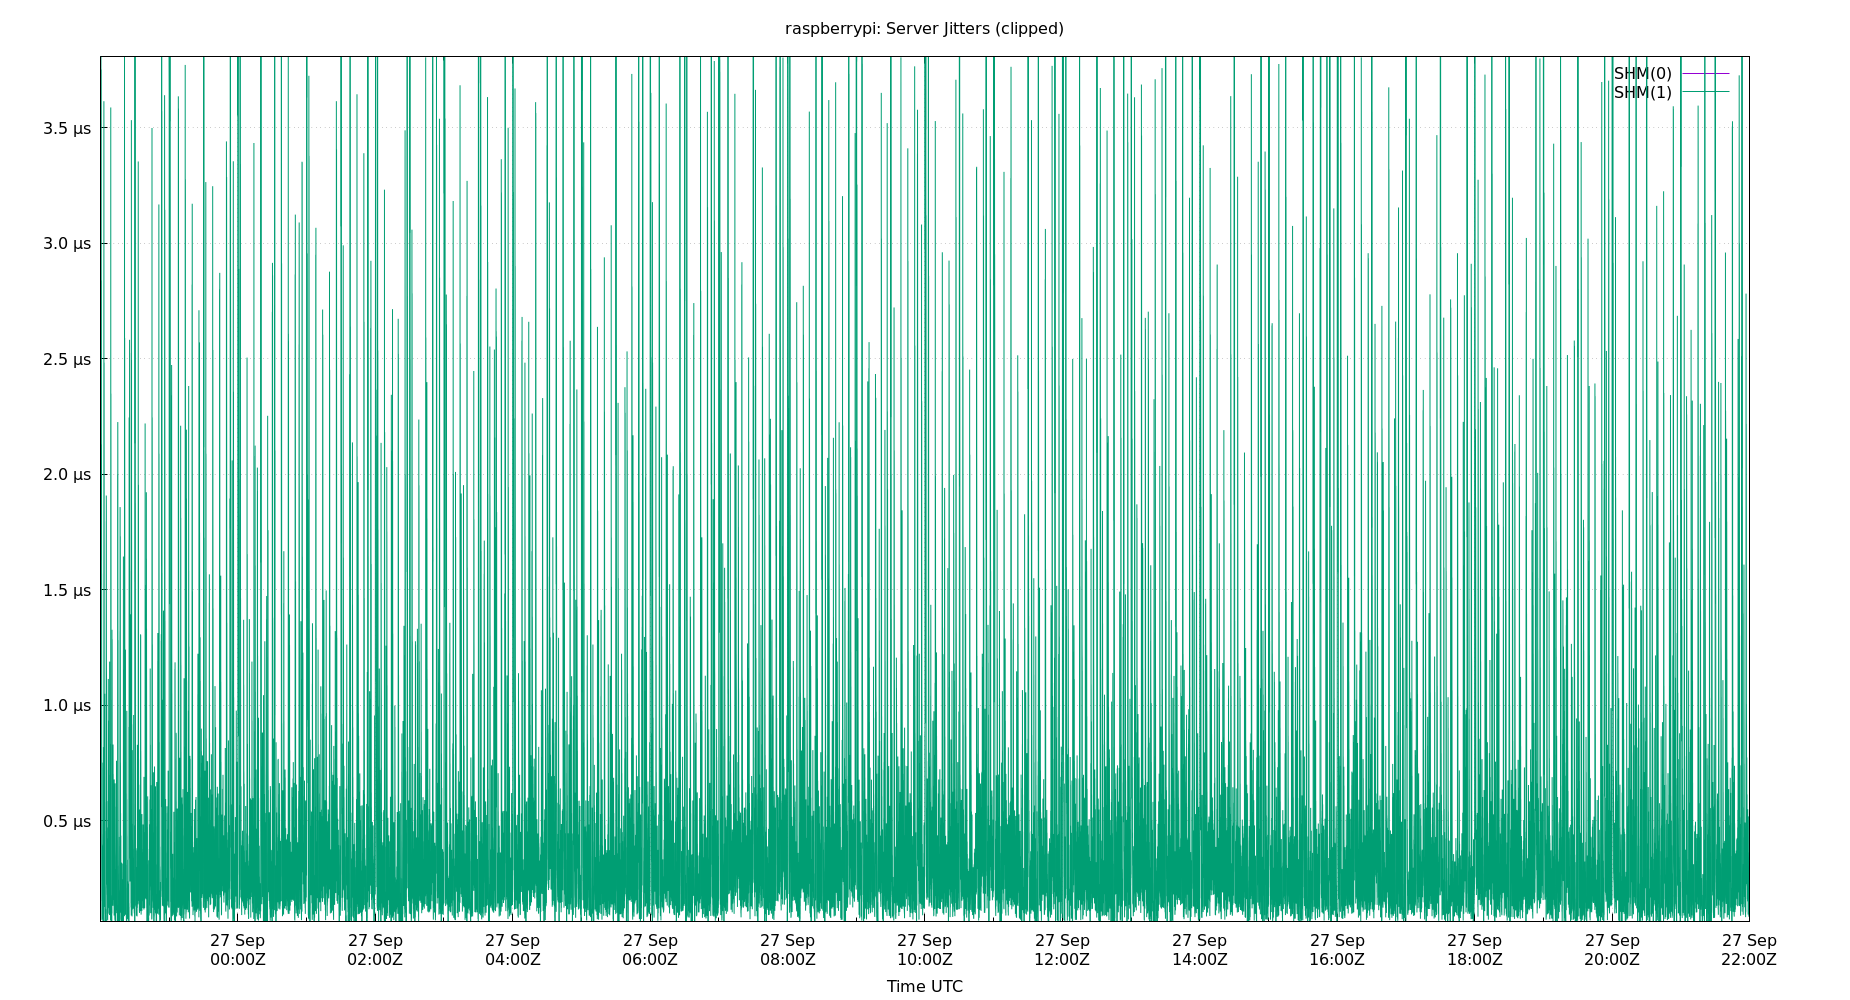 raspberrypi: Server Jitters (clipped)
SHM(0)
SHM(1)
3.5 µs
3.0 µs
2.5 µs
2.0 µs
1.5 µs
1.0 µs
0.5 µs
27 Sep 27 Sep 27 Sep 27 Sep 27 Sep 27 Sep 27 Sep 27 Sep 27 Sep 27 Sep 27 Sep 27 Sep
00:00Z 02:00Z 04:00Z 06:00Z 08:00Z 10:00Z 12:00Z 14:00Z 16:00Z 18:00Z 20:00Z 22:00Z
Time UTC